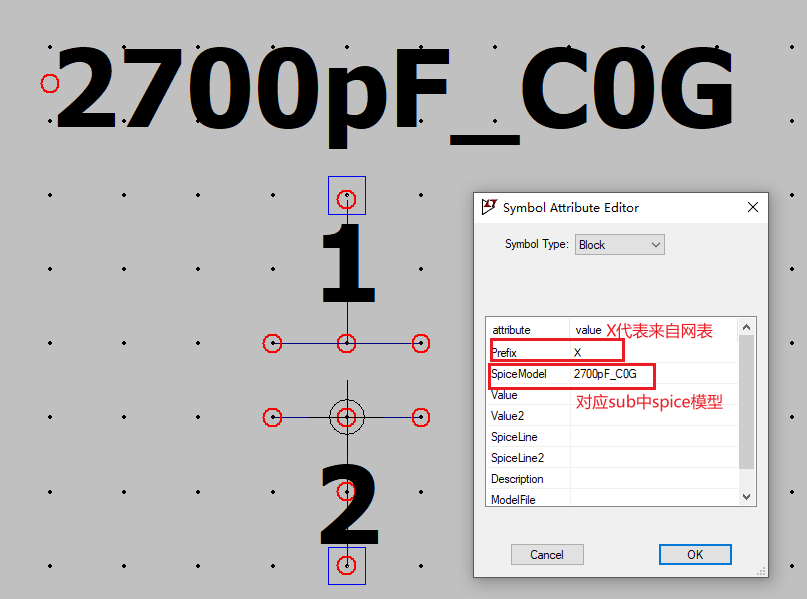 2700pF_C0G
1
2
Symbol Attribute Editor
Symbol Type: Block
attribute value X代表来自网表
Prefix X
SpiceModel 2700pF_C0G
Value
对应sub中spice模型
Value2
SpiceLine
SpiceLine2
Description
ModelFile
Cancel OK